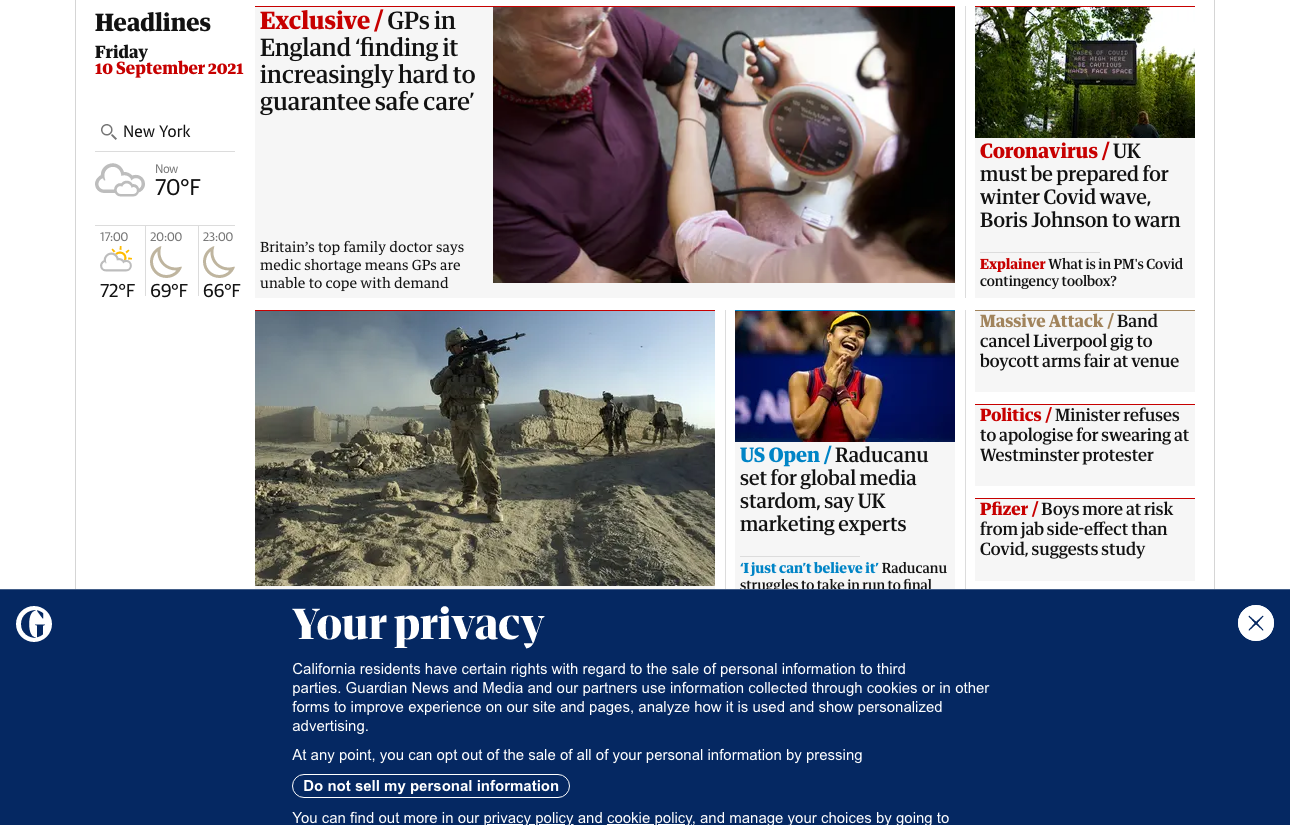 Headlines
Friday
10 September 2021
New York
Now
70°F
17:00
20:00
23:00
72°F
69°F
66°F
Exclusive / GPs in
England ‘finding it
increasingly hard to
guarantee safe care’
Britain’s top family doctor says
medic shortage means GPs are
unable to cope with demand
CASES OF COVID
ARE HIGH HERE
BE CAUTIOUS
HANDS FACE SPACE
Coronavirus / UK
must be prepared for
winter Covid wave,
Boris Johnson to warn
Explainer What is in PM's Covid
contingency toolbox?
US Open / Raducanu
set for global media
stardom, say UK
marketing experts
‘I just can’t believe it’ Raducanu
struggles to take in run to final
Massive Attack / Band
cancel Liverpool gig to
boycott arms fair at venue
Politics / Minister refuses
to apologise for swearing at
Westminster protester
Pfizer / Boys more at risk
from jab side-effect than
Covid, suggests study
G
Your privacy
California residents have certain rights with regard to the sale of personal information to third
parties. Guardian News and Media and our partners use information collected through cookies or in other
forms to improve experience on our site and pages, analyze how it is used and show personalized
advertising.
At any point, you can opt out of the sale of all of your personal information by pressing
Do not sell my personal information
You can find out more in our privacy policy and cookie policy, and manage your choices by going to